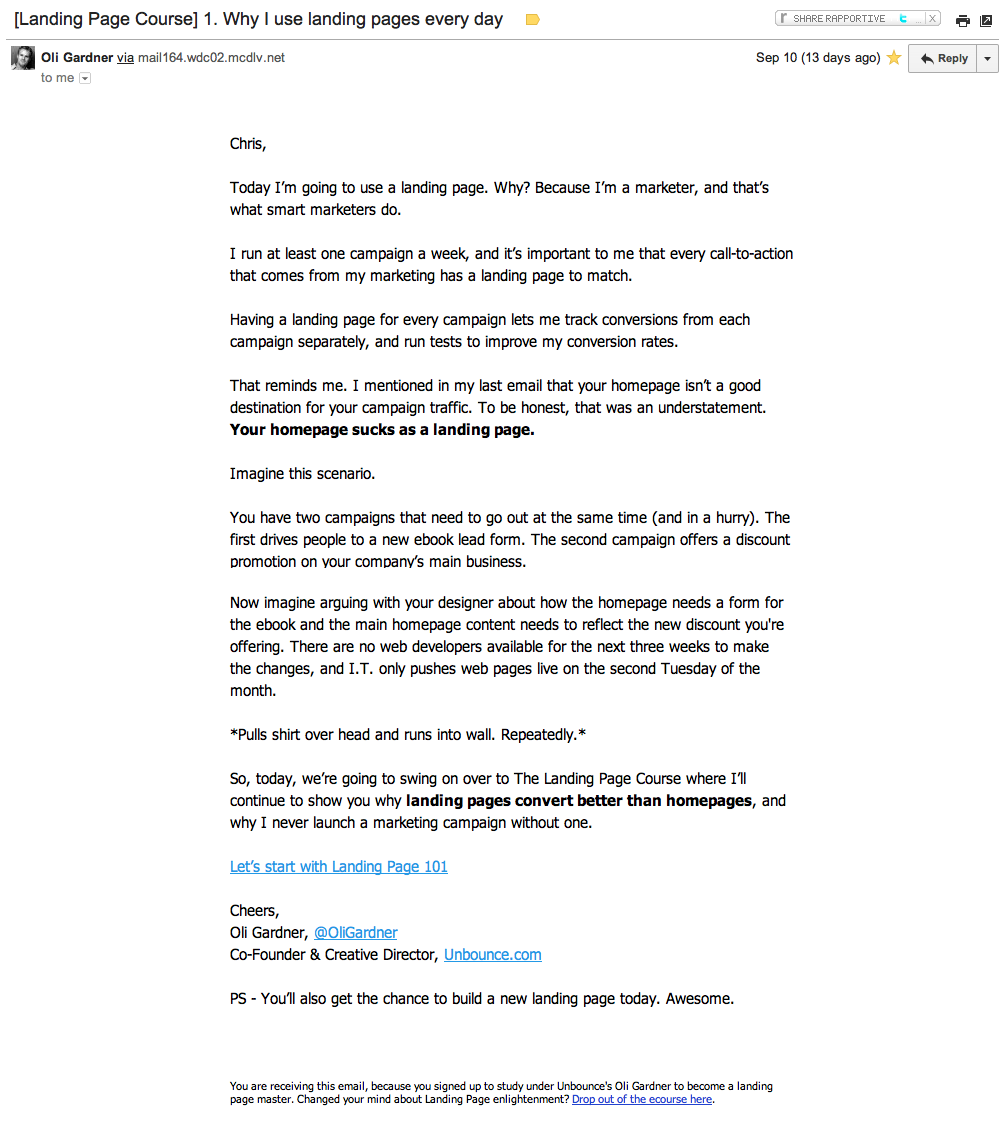 [Landing Page Course] 1. Why I use landing pages every day
SHARE RAPPORTIVE
Oli Gardner via mail164.wdc02.mcdlv.net
Sep 10 (13 days ago)
Reply
to me
Chris,
Today I’m going to use a landing page. Why? Because I’m a marketer, and that’s
what smart marketers do.
I run at least one campaign a week, and it’s important to me that every call-to-action
that comes from my marketing has a landing page to match.
Having a landing page for every campaign lets me track conversions from each
campaign separately, and run tests to improve my conversion rates.
That reminds me. I mentioned in my last email that your homepage isn’t a good
destination for your campaign traffic. To be honest, that was an understatement.
Your homepage sucks as a landing page.
Imagine this scenario.
You have two campaigns that need to go out at the same time (and in a hurry). The
first drives people to a new ebook lead form. The second campaign offers a discount
promotion on your company’s main business.
Now imagine arguing with your designer about how the homepage needs a form for
the ebook and the main homepage content needs to reflect the new discount you're
offering. There are no web developers available for the next three weeks to make
the changes, and I.T. only pushes web pages live on the second Tuesday of the
month.
*Pulls shirt over head and runs into wall. Repeatedly.*
So, today, we’re going to swing on over to The Landing Page Course where I’ll
continue to show you why landing pages convert better than homepages, and
why I never launch a marketing campaign without one.
Let’s start with Landing Page 101
Cheers,
Oli Gardner, @OliGardner
Co-Founder & Creative Director, Unbounce.com
PS - You’ll also get the chance to build a new landing page today. Awesome.
You are receiving this email, because you signed up to study under Unbounce's Oli Gardner to become a landing
page master. Changed your mind about Landing Page enlightenment? Drop out of the ecourse here.